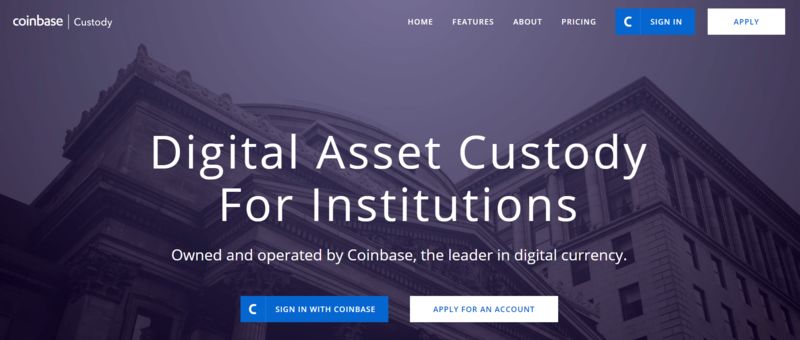 coinbase | Custody
HOME FEATURES ABOUT PRICING C SIGN IN APPLY
Digital Asset Custody
For Institutions
Owned and operated by Coinbase, the leader in digital currency.
C SIGN IN WITH COINBASE APPLY FOR AN ACCOUNT